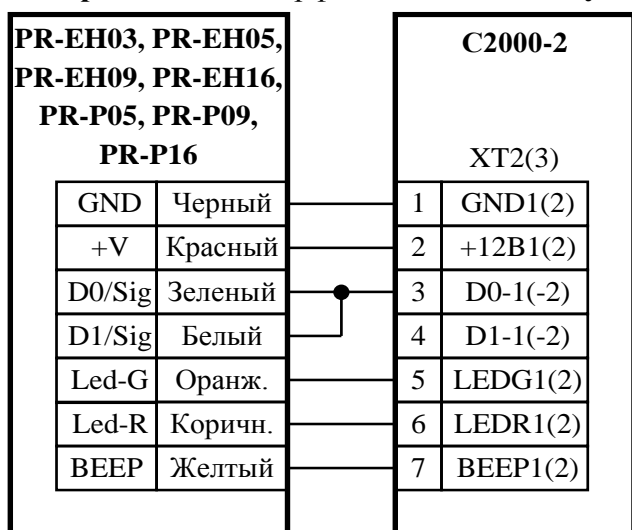 PR-EH03, PR-EH05,
PR-EH09, PR-EH16,
PR-P05, PR-P09,
PR-P16
C2000-2
XT2(3)
GND Черный 1 GND1(2)
+V Красный 2 +12B1(2)
D0/Sig Зеленый 3 D0-1(-2)
D1/Sig Белый 4 D1-1(-2)
Led-G Оранж. 5 LEDG1(2)
Led-R Коричн. 6 LEDR1(2)
BEEP Желтый 7 BEEP1(2)